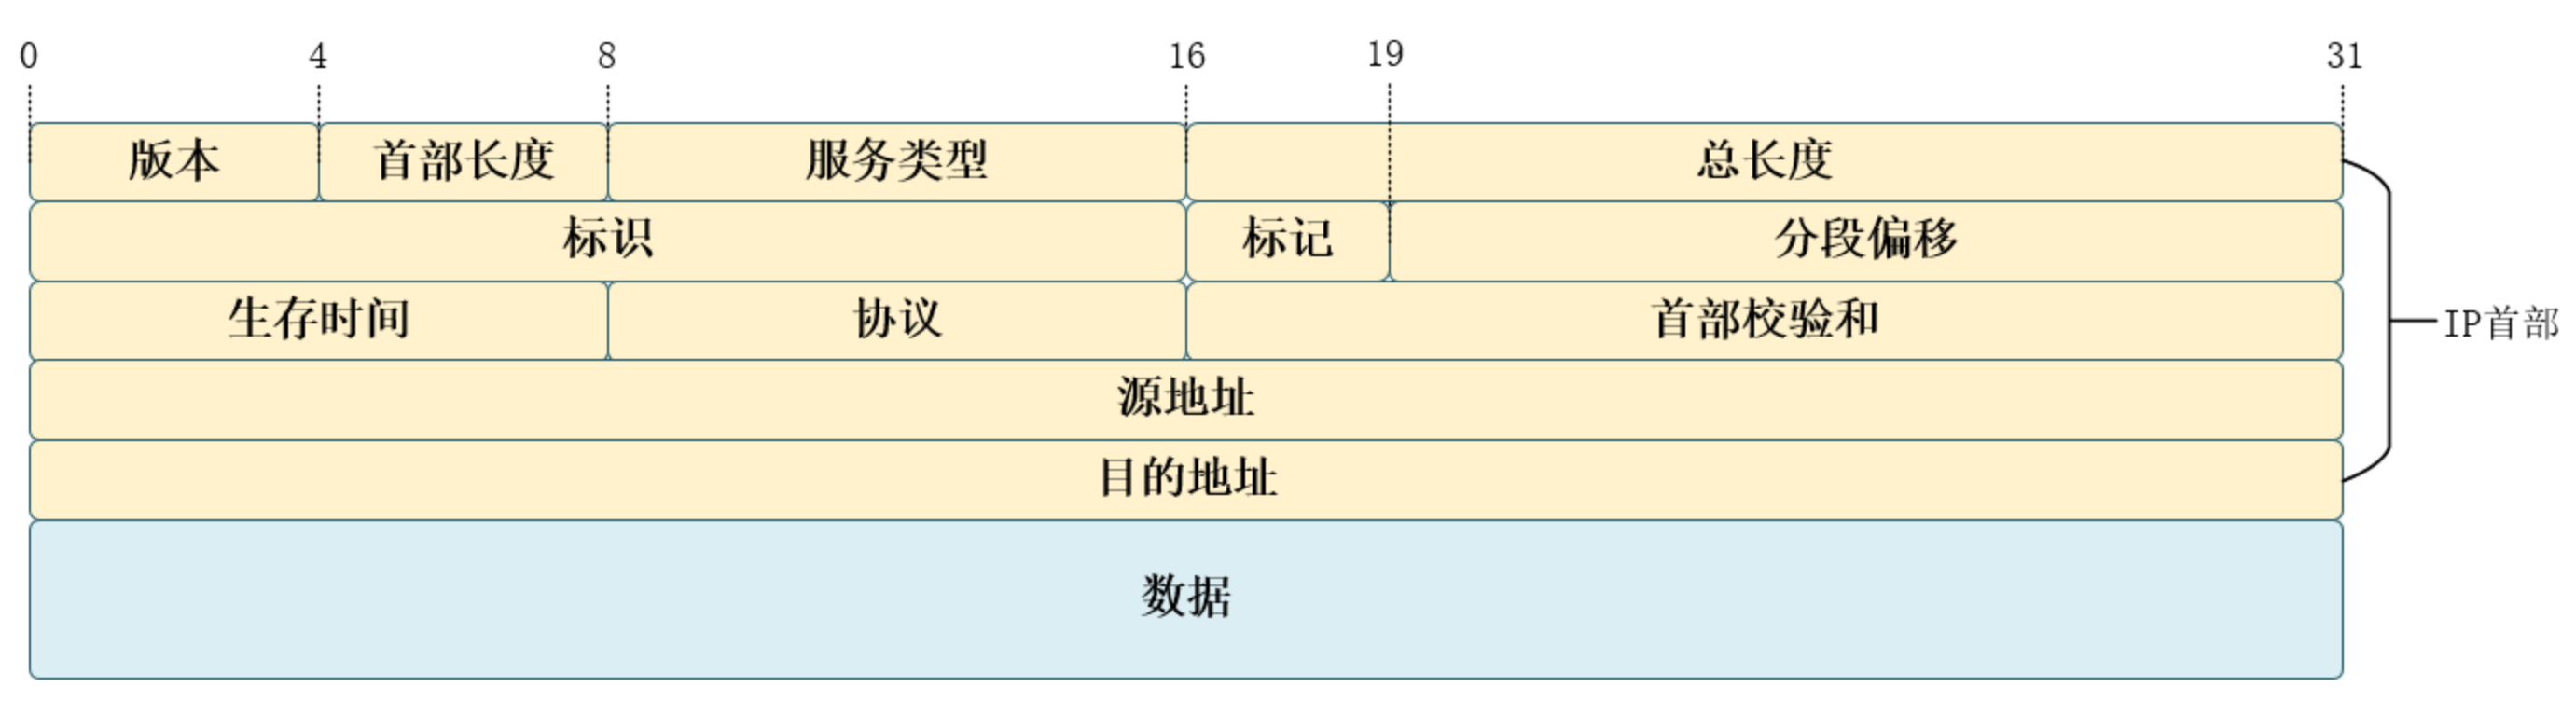 0 4 8 16 19 31
版本 首部长度 服务类型 总长度
标识 标记 分段偏移
生存时间 协议 首部校验和
IP首部
源地址
目的地址
数据